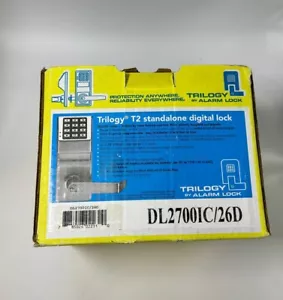 PROTECTION ANYWHERE.
RELIABILITY EVERYWHERE.
TRILOGY
BY ALARM LOCK
Trilogy® T2 standalone digital lock
TRILOGY
BY ALARM LOCK
DL2700IC/26D